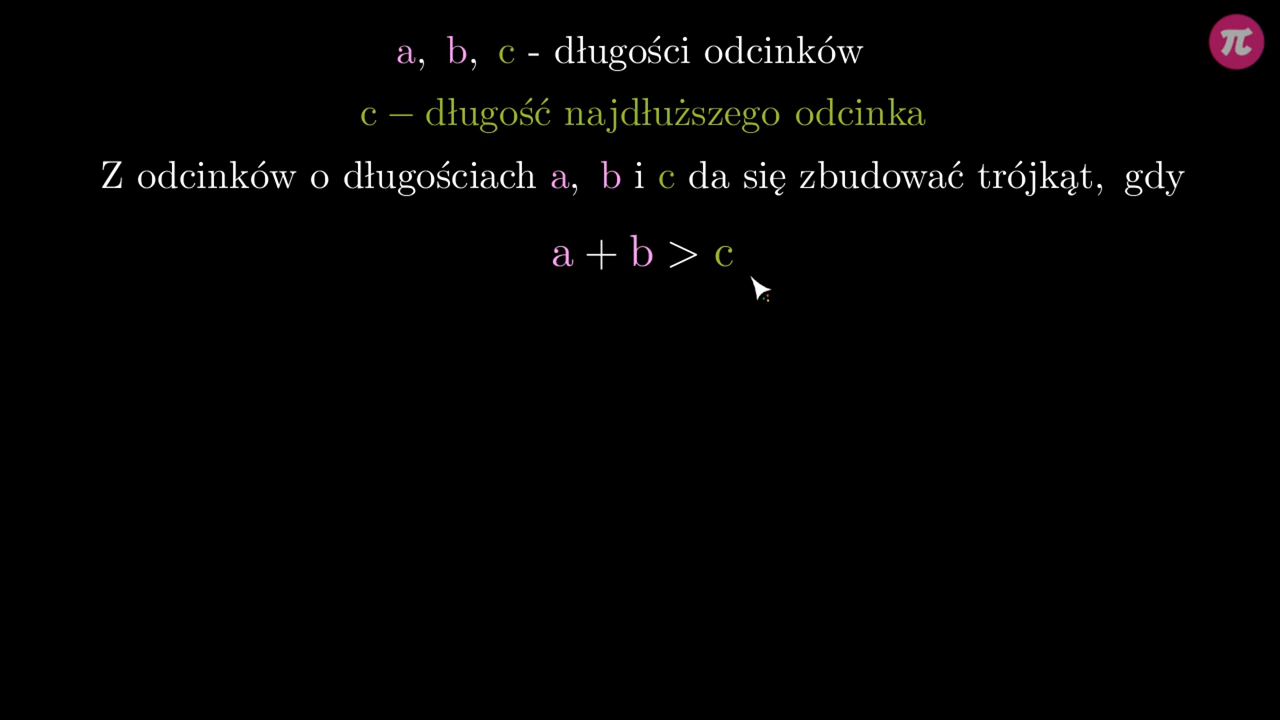 a, b, c - długości odcinków
π
c – długość najdłuższego odcinka
Z odcinków o długościach a, b i c da się zbudować trójkąt, gdy
a + b > c